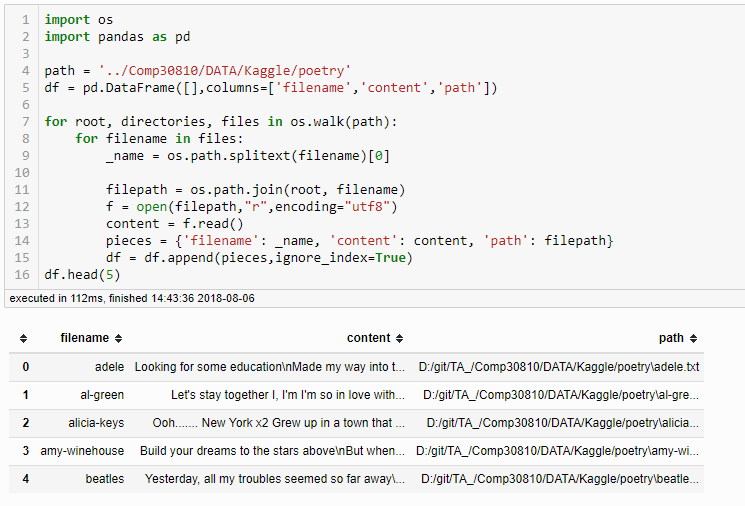 1 import os
2 import pandas as pd
3
4 path = '../Comp30810/DATA/Kaggle/poetry'
5 df = pd.DataFrame([],columns=['filename','content','path'])
6
7 for root, directories, files in os.walk(path):
8     for filename in files:
9         _name = os.path.splitext(filename)[0]
10
11         filepath = os.path.join(root, filename)
12         f = open(filepath,"r",encoding="utf8")
13         content = f.read()
14         pieces = {'filename': _name, 'content': content, 'path': filepath}
15         df = df.append(pieces,ignore_index=True)
16 df.head(5)
executed in 112ms, finished 14:43:36 2018-08-06
filename content path
0 adele Looking for some education\nMade my way into t... D:/git/TA_/Comp30810/DATA/Kaggle/poetry\adele.txt
1 al-green Let's stay together I, I'm I'm so in love with... D:/git/TA_/Comp30810/DATA/Kaggle/poetry\al-gre...
2 alicia-keys Ooh....... New York x2 Grew up in a town that ... D:/git/TA_/Comp30810/DATA/Kaggle/poetry\alicia...
3 amy-winehouse Build your dreams to the stars above\nBut when... D:/git/TA_/Comp30810/DATA/Kaggle/poetry\amy-wi...
4 beatles Yesterday, all my troubles seemed so far away\... D:/git/TA_/Comp30810/DATA/Kaggle/poetry\beatle...